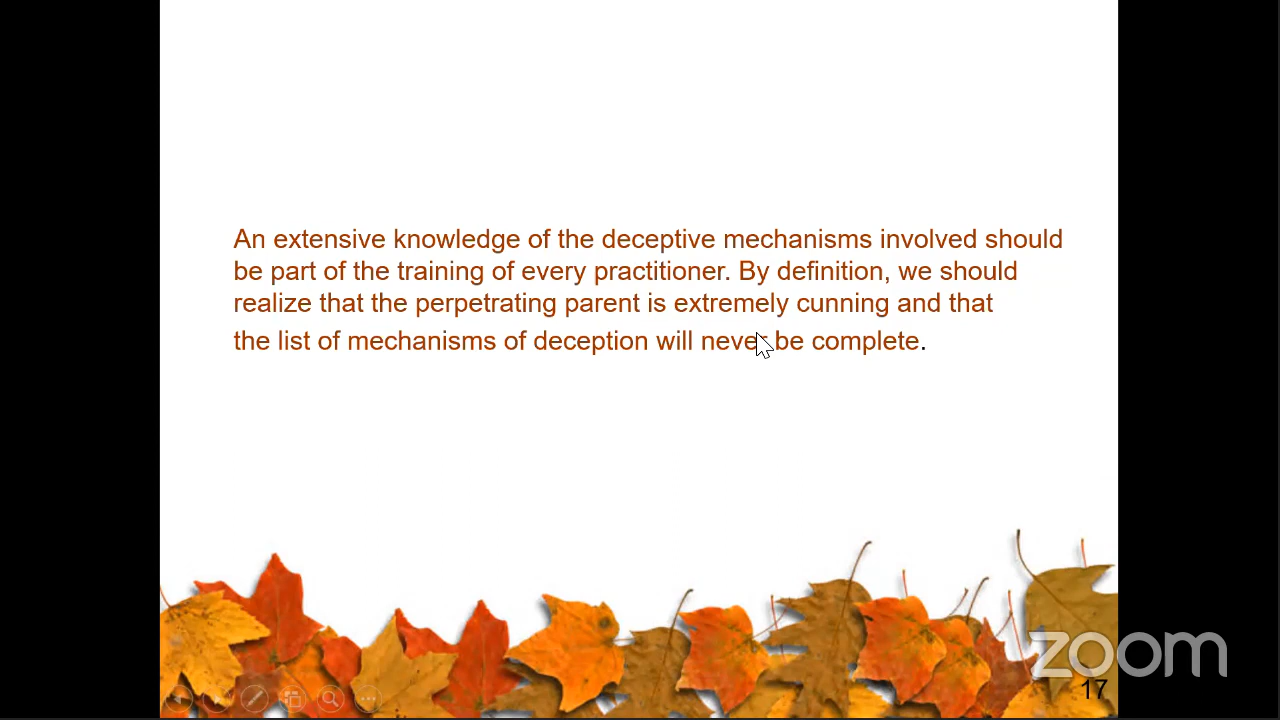 An extensive knowledge of the deceptive mechanisms involved should
be part of the training of every practitioner. By definition, we should
realize that the perpetrating parent is extremely cunning and that
the list of mechanisms of deception will never be complete.
zoom
17